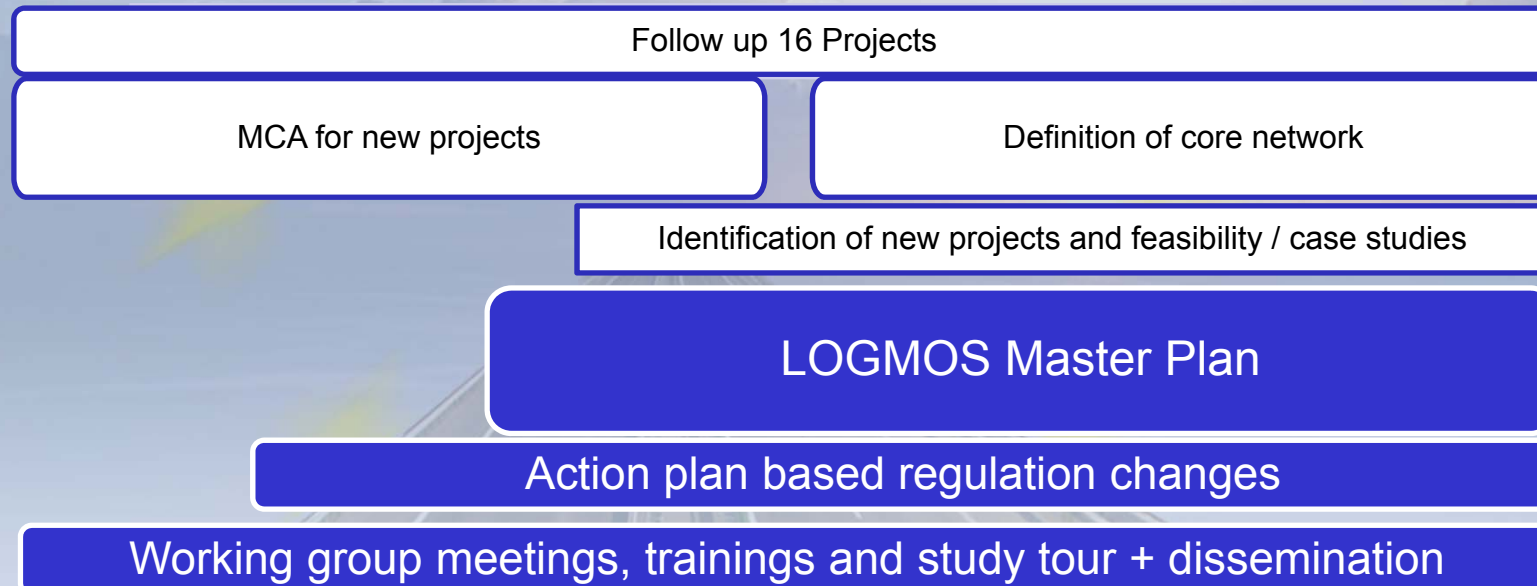 Follow up 16 Projects
MCA for new projects
Definition of core network
Identification of new projects and feasibility / case studies
LOGMOS Master Plan
Action plan based regulation changes
Working group meetings, trainings and study tour + dissemination